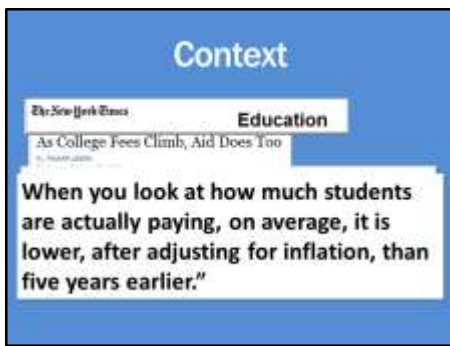 Context
The New York Times
Education
As College Fees Climb, Aid Does Too
When you look at how much students
are actually paying, on average, it is
lower, after adjusting for inflation, than
five years earlier.”